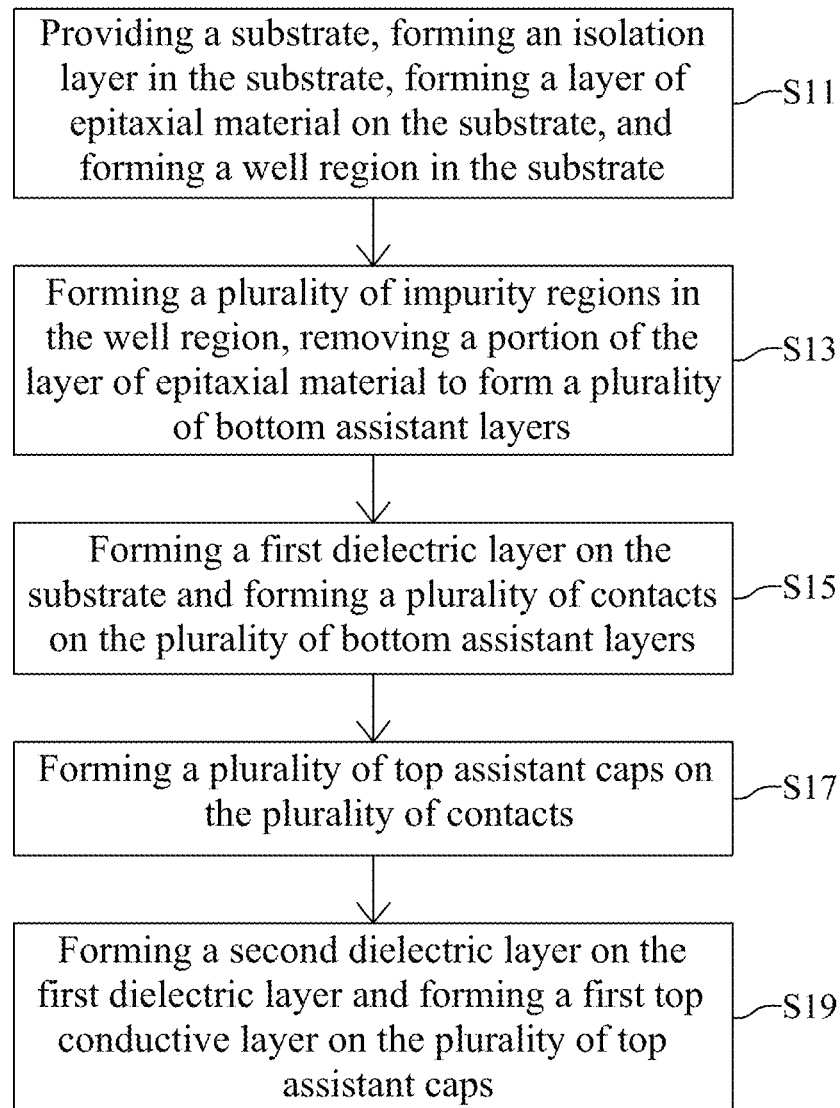 Providing a substrate, forming an isolation
layer in the substrate, forming a layer of
epitaxial material on the substrate, and
forming a well region in the substrate
S11
Forming a plurality of impurity regions in
the well region, removing a portion of the
layer of epitaxial material to form a plurality
of bottom assistant layers
S13
Forming a first dielectric layer on the
substrate and forming a plurality of contacts
on the plurality of bottom assistant layers
S15
Forming a plurality of top assistant caps on
the plurality of contacts
S17
Forming a second dielectric layer on the
first dielectric layer and forming a first top
conductive layer on the plurality of top
assistant caps
S19